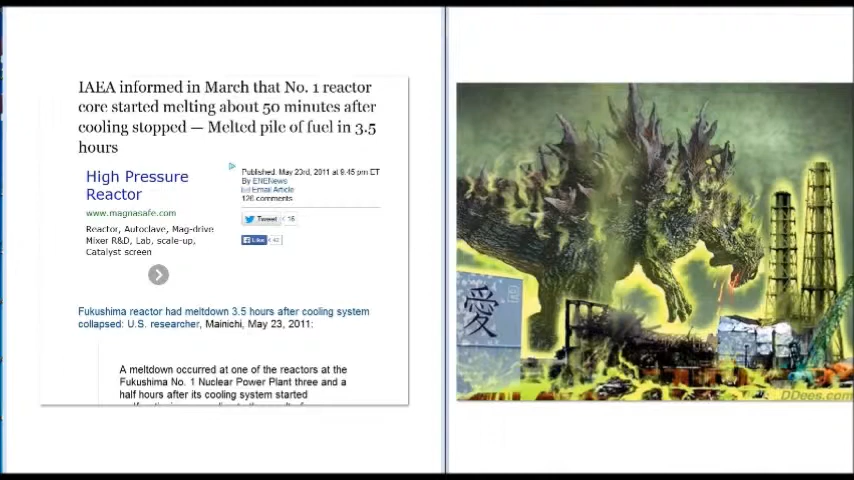 IAEA informed in March that No. 1 reactor
core started melting about 50 minutes after
cooling stopped — Melted pile of fuel in 3.5
hours
High Pressure
Reactor
www.magnasafe.com
Reactor, Autoclave, Mag-drive
Mixer R&D, Lab, scale-up,
Catalyst screen
Published: May 23rd, 2011 at 9:45 pm ET
By ENENews
Email Article
126 comments
Tweet
Like
Fukushima reactor had meltdown 3.5 hours after cooling system
collapsed: U.S. researcher, Mainichi, May 23, 2011:
A meltdown occurred at one of the reactors at the
Fukushima No. 1 Nuclear Power Plant three and a
half hours after its cooling system started
愛
DDees.com